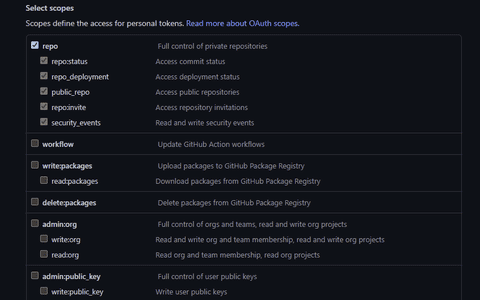 Select scopes
Scopes define the access for personal tokens. Read more about OAuth scopes.
repo Full control of private repositories
repo:status Access commit status
repo_deployment Access deployment status
public_repo Access public repositories
repo:invite Access repository invitations
security_events Read and write security events
workflow Update GitHub Action workflows
write:packages Upload packages to GitHub Package Registry
read:packages Download packages from GitHub Package Registry
delete:packages Delete packages from GitHub Package Registry
admin:org Full control of orgs and teams, read and write org projects
write:org Read and write org and team membership, read and write org projects
read:org Read org and team membership, read org projects
admin:public_key Full control of user public keys
write:public_key Write user public keys